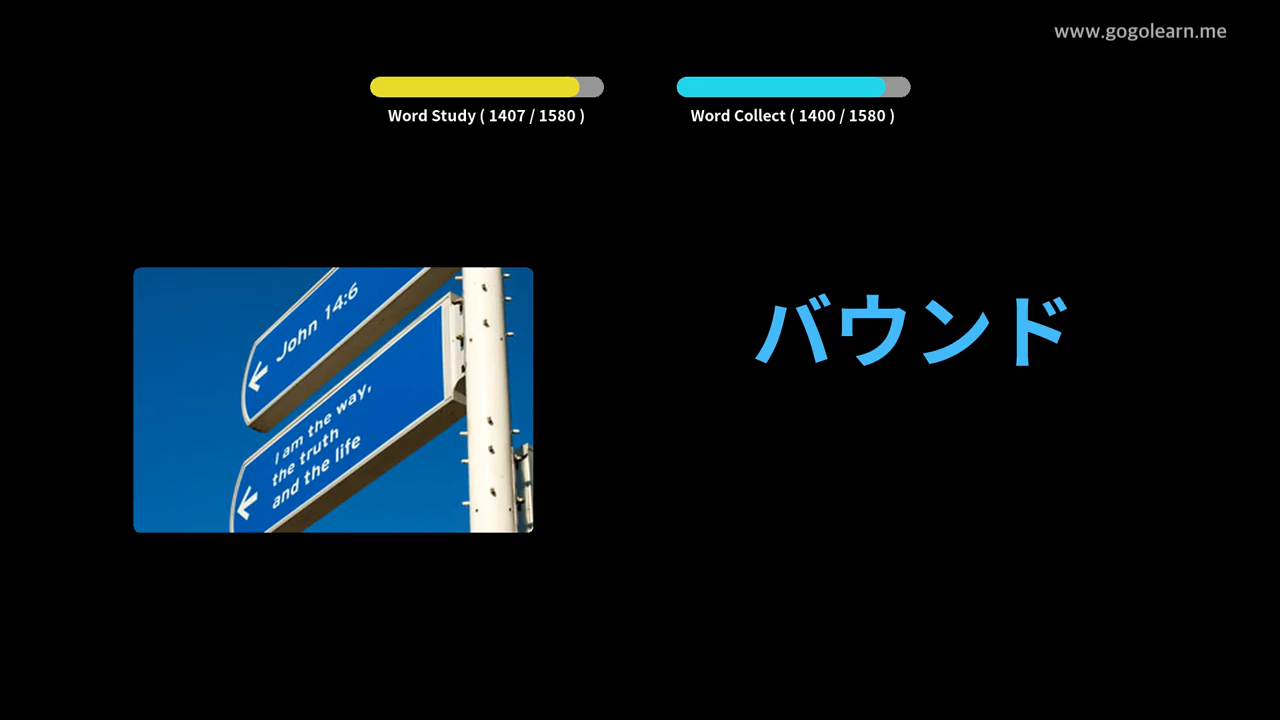 www.gogolearn.me
Word Study ( 1407 / 1580 )
Word Collect ( 1400 / 1580 )
John 14:6
I am the way,
the truth
and the life
バウンド